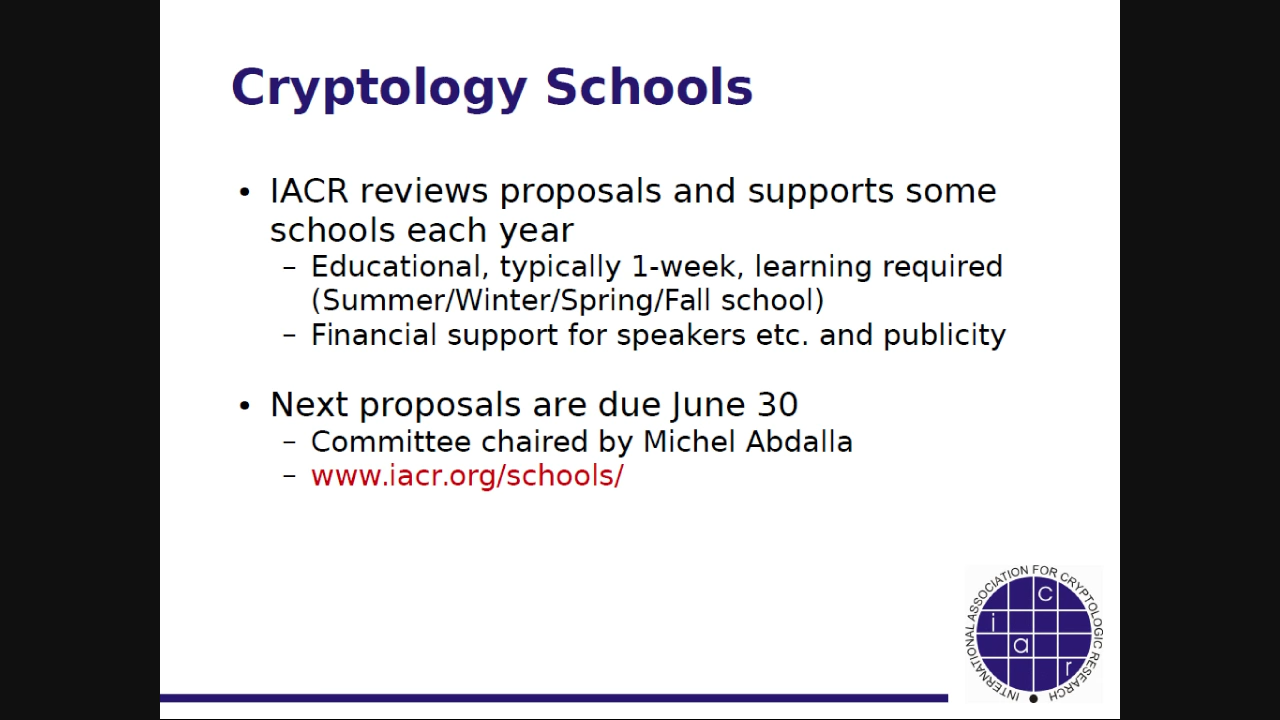 Cryptology Schools
• IACR reviews proposals and supports some
schools each year
– Educational, typically 1-week, learning required
(Summer/Winter/Spring/Fall school)
– Financial support for speakers etc. and publicity
• Next proposals are due June 30
– Committee chaired by Michel Abdalla
– www.iacr.org/schools/
INTERNATIONAL ASSOCIATION FOR CRYPTOLOGIC RESEARCH
c
i
a
r